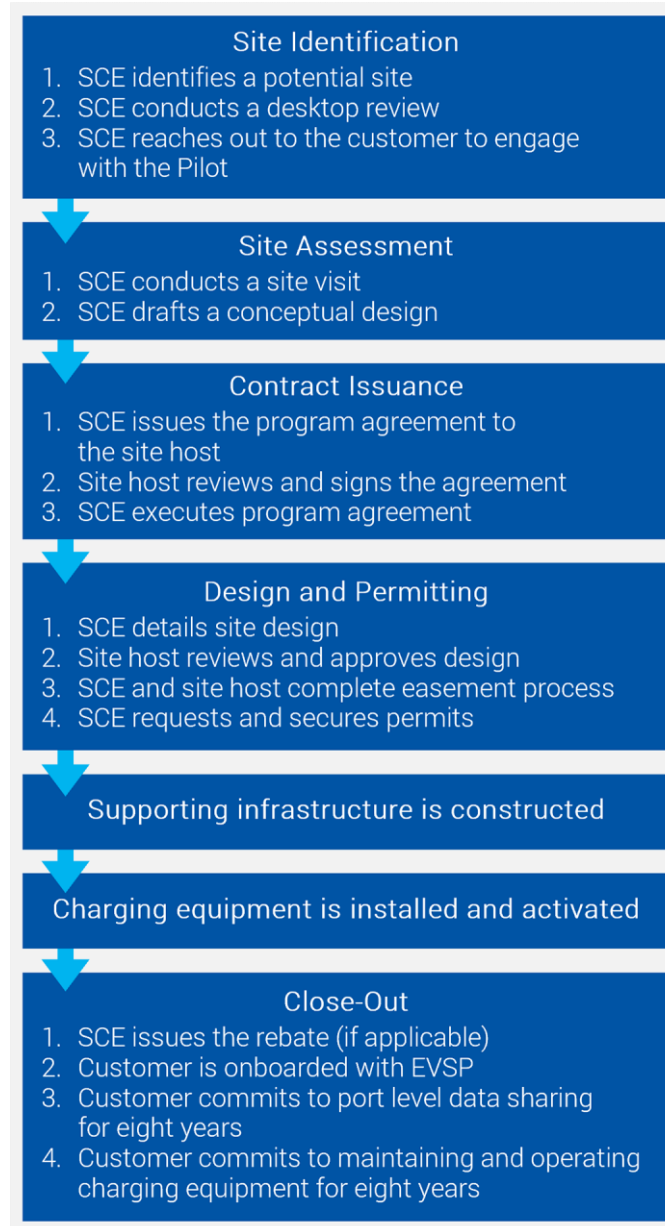 Site Identification
1. SCE identifies a potential site
2. SCE conducts a desktop review
3. SCE reaches out to the customer to engage
with the Pilot
Site Assessment
1. SCE conducts a site visit
2. SCE drafts a conceptual design
Contract Issuance
1. SCE issues the program agreement to
the site host
2. Site host reviews and signs the agreement
3. SCE executes program agreement
Design and Permitting
1. SCE details site design
2. Site host reviews and approves design
3. SCE and site host complete easement process
4. SCE requests and secures permits
Supporting infrastructure is constructed
Charging equipment is installed and activated
Close-Out
1. SCE issues the rebate (if applicable)
2. Customer is onboarded with EVSP
3. Customer commits to port level data sharing
for eight years
4. Customer commits to maintaining and operating
charging equipment for eight years